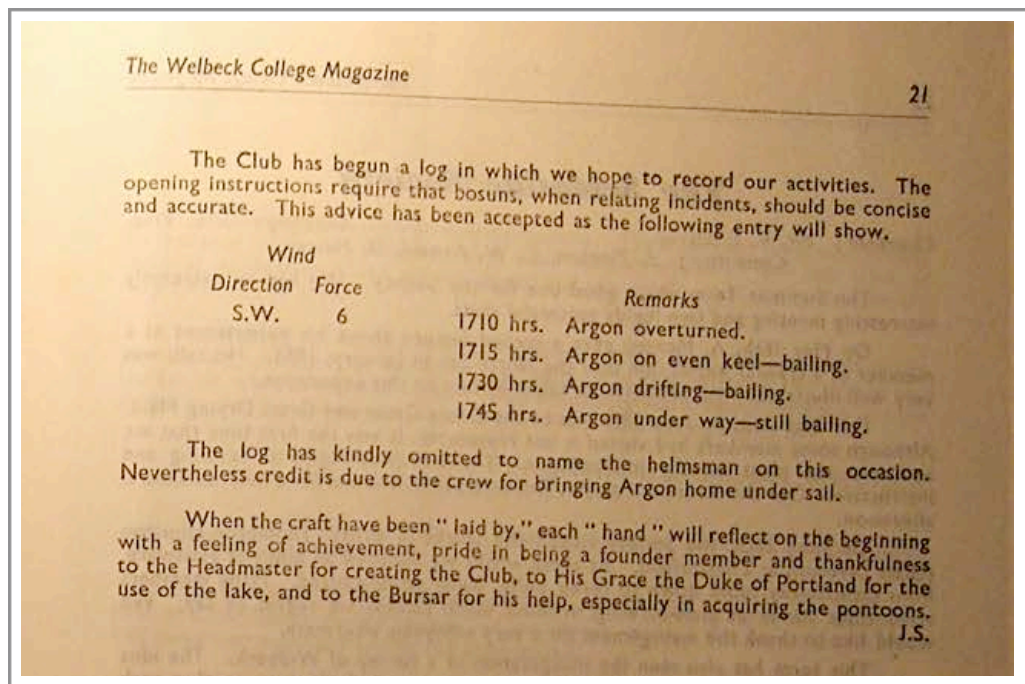 The Welbeck College Magazine
21
The Club has begun a log in which we hope to record our activities. The
opening instructions require that bosuns, when relating incidents, should be concise
and accurate. This advice has been accepted as the following entry will show.
Wind
Direction Force
Remarks
S.W. 6
1710 hrs. Argon overturned.
1715 hrs. Argon on even keel—bailing.
1730 hrs. Argon drifting—bailing.
1745 hrs. Argon under way—still bailing.
The log has kindly omitted to name the helmsman on this occasion.
Nevertheless credit is due to the crew for bringing Argon home under sail.
When the craft have been " laid by," each " hand " will reflect on the beginning
with a feeling of achievement, pride in being a founder member and thankfulness
to the Headmaster for creating the Club, to His Grace the Duke of Portland for the
use of the lake, and to the Bursar for his help, especially in acquiring the pontoons.
J.S.